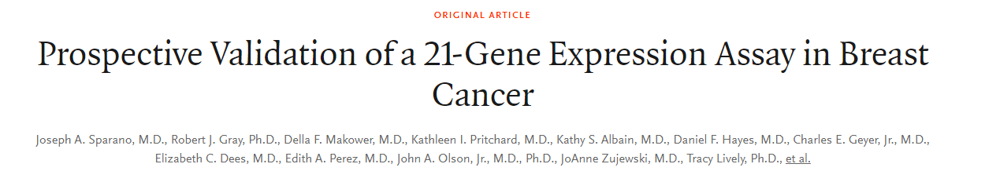 ORIGINAL ARTICLE
Prospective Validation of a 21-Gene Expression Assay in Breast
Cancer
Joseph A. Sparano, M.D., Robert J. Gray, Ph.D., Della F. Makower, M.D., Kathleen I. Pritchard, M.D., Kathy S. Albain, M.D., Daniel F. Hayes, M.D., Charles E. Geyer, Jr., M.D.,
Elizabeth C. Dees, M.D., Edith A. Perez, M.D., John A. Olson, Jr., M.D., Ph.D., JoAnne Zujewski, M.D., Tracy Lively, Ph.D., et al.